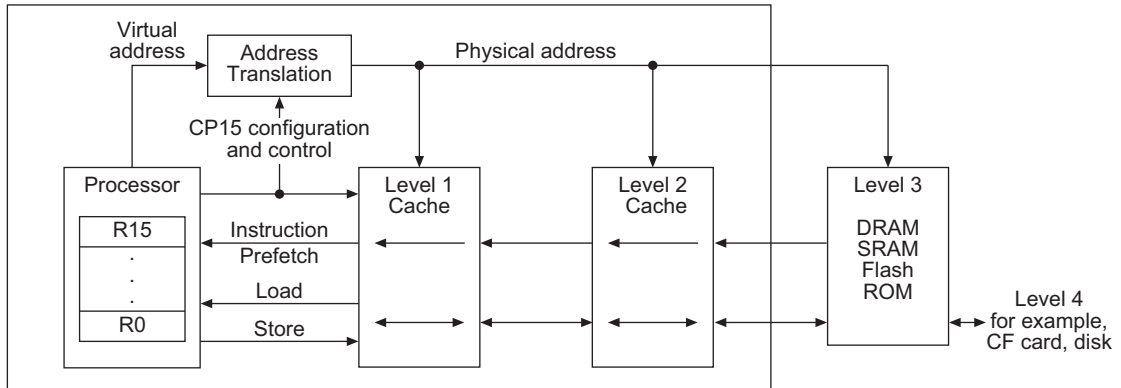 Virtual
address
Address
Translation
Physical address
CP15 configuration
and control
Processor
R15
.
.
.
R0
Instruction
Prefetch
Load
Store
Level 1
Cache
Level 2
Cache
Level 3
DRAM
SRAM
Flash
ROM
Level 4
for example,
CF card, disk